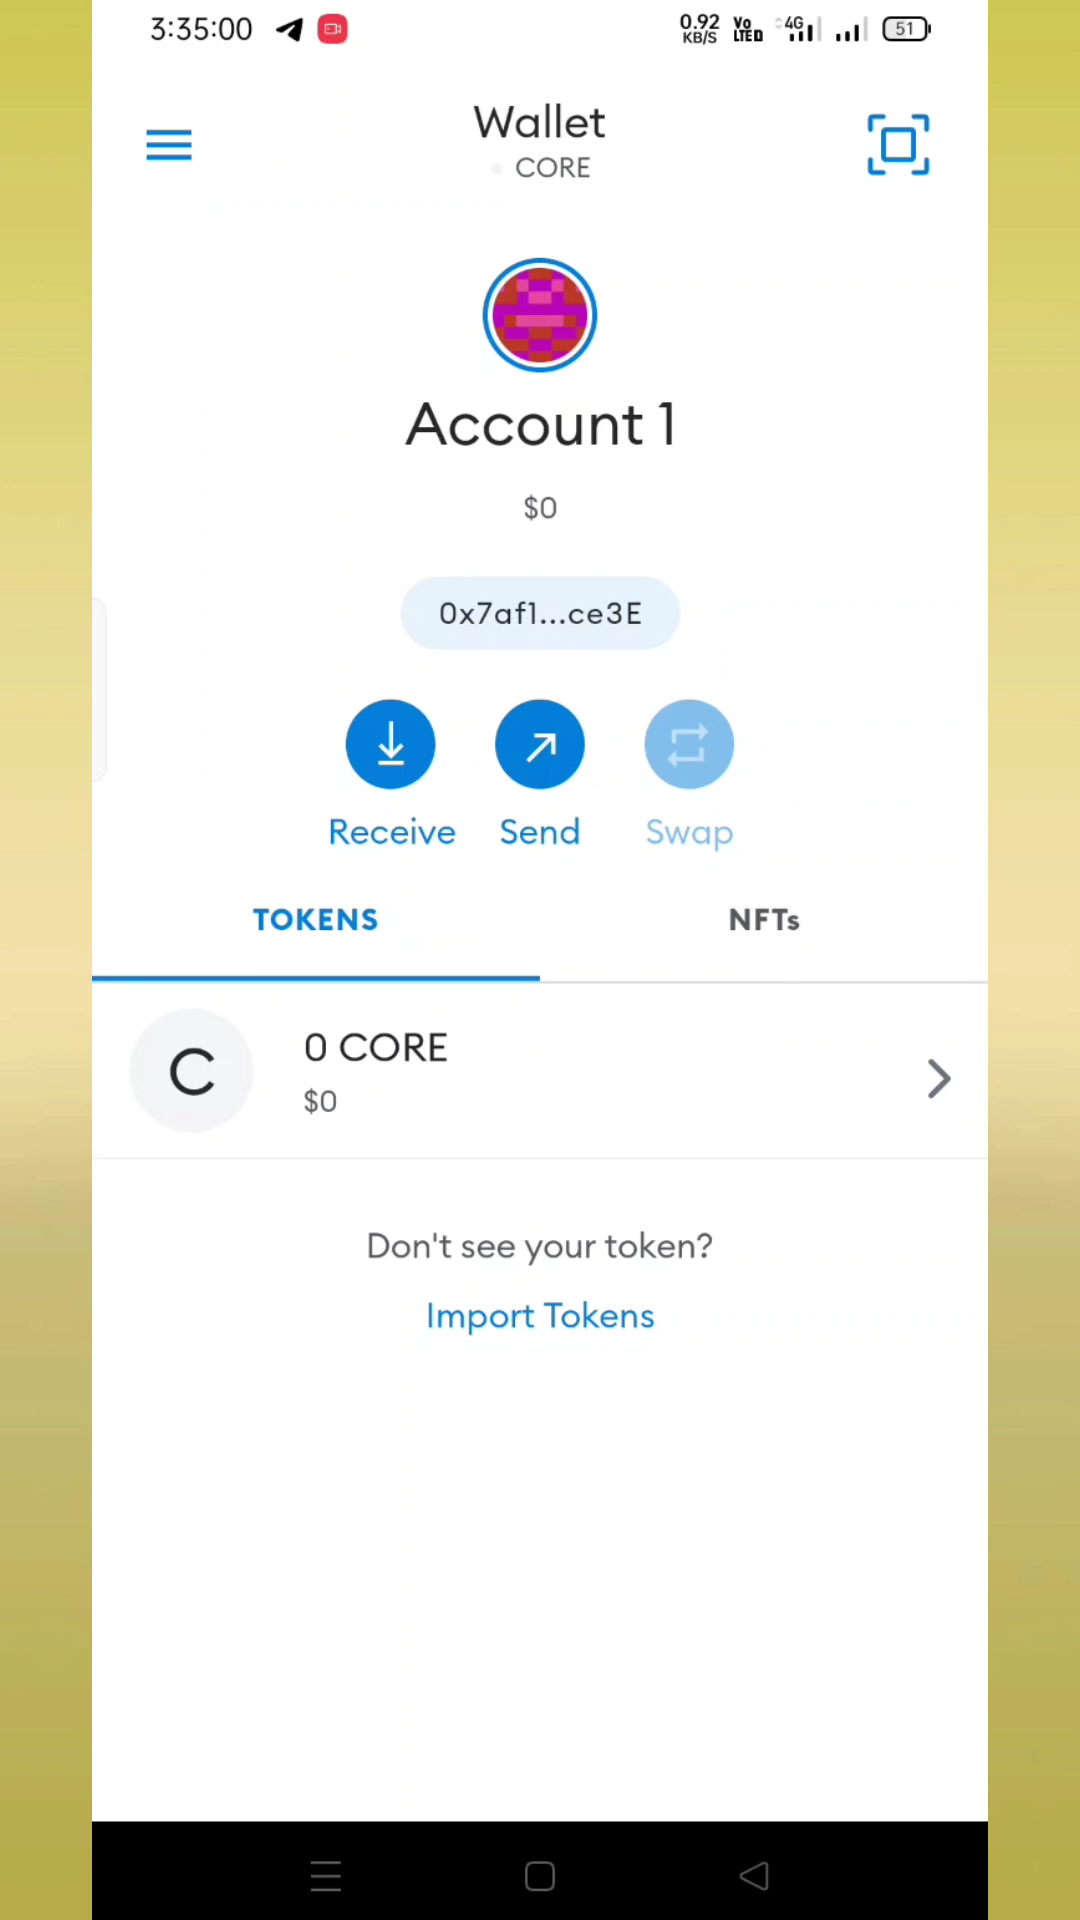 3:35:00
0.92 KB/S Vo LTE D 4G 51
Wallet
CORE
Account 1
$0
0x7af1...ce3E
Receive Send Swap
TOKENS NFTs
C
0 CORE
$0
Don't see your token?
Import Tokens